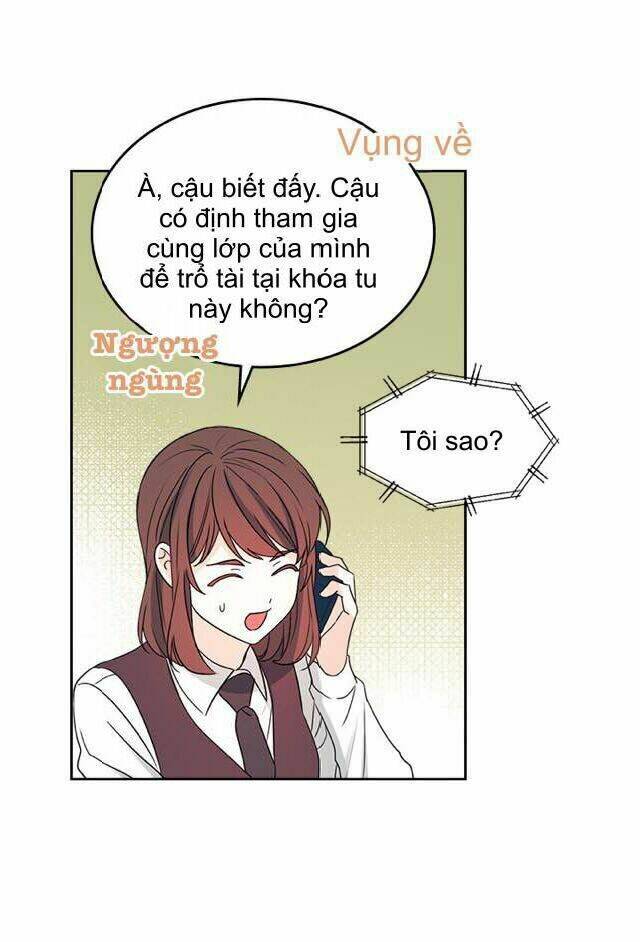 Vụng về
À, cậu biết đấy. Cậu
có định tham gia
cùng lớp của mình
để trổ tài tại khóa tu
này không?
Ngượng
ngùng
Tôi sao?